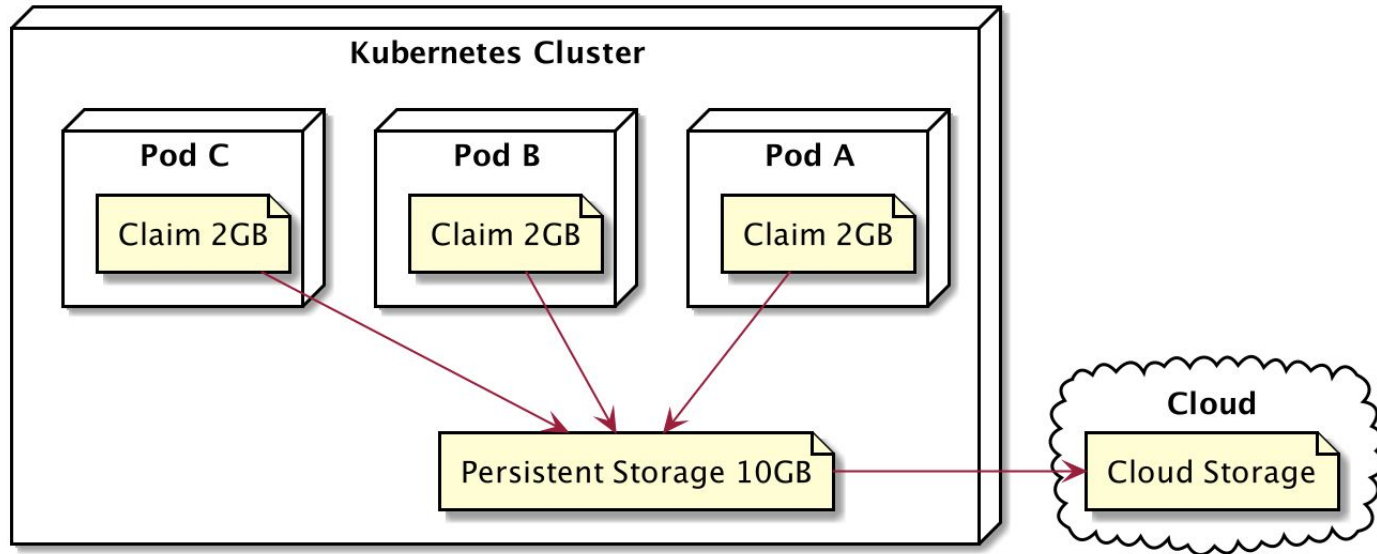 Kubernetes Cluster
Pod C
Pod B
Pod A
Claim 2GB
Claim 2GB
Claim 2GB
Cloud
Persistent Storage 10GB
Cloud Storage